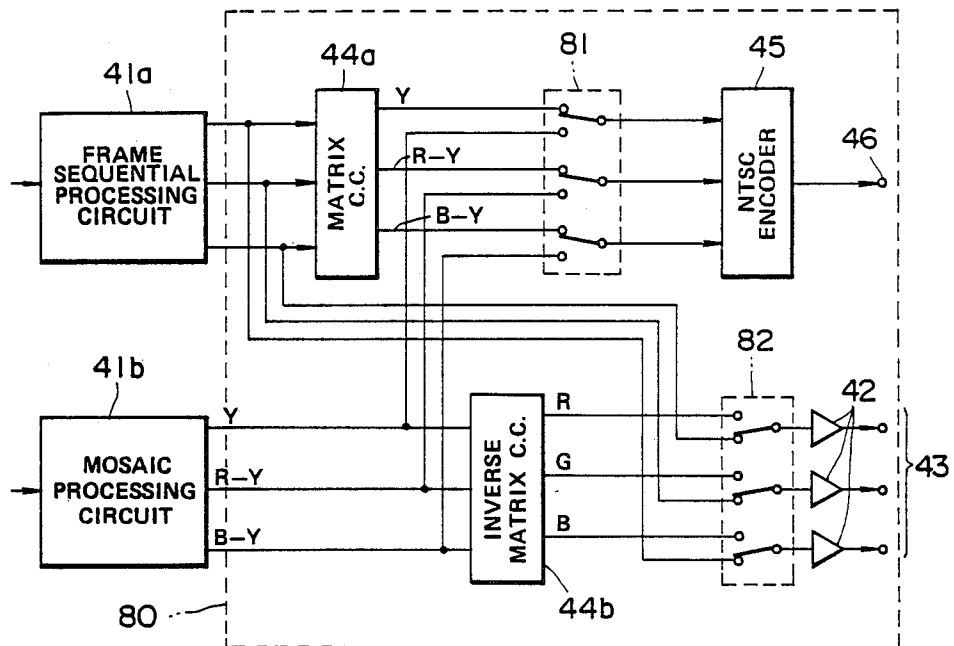 41a
44a
81
45
46
FRAME
SEQUENTIAL
PROCESSING
CIRCUIT
MATRIX
C.C.
Y
R-Y
B-Y
NTSC
ENCODER
41b
82
42
43
MOSAIC
PROCESSING
CIRCUIT
Y
R-Y
B-Y
INVERSE
MATRIX C.C.
R
G
B
80
44b